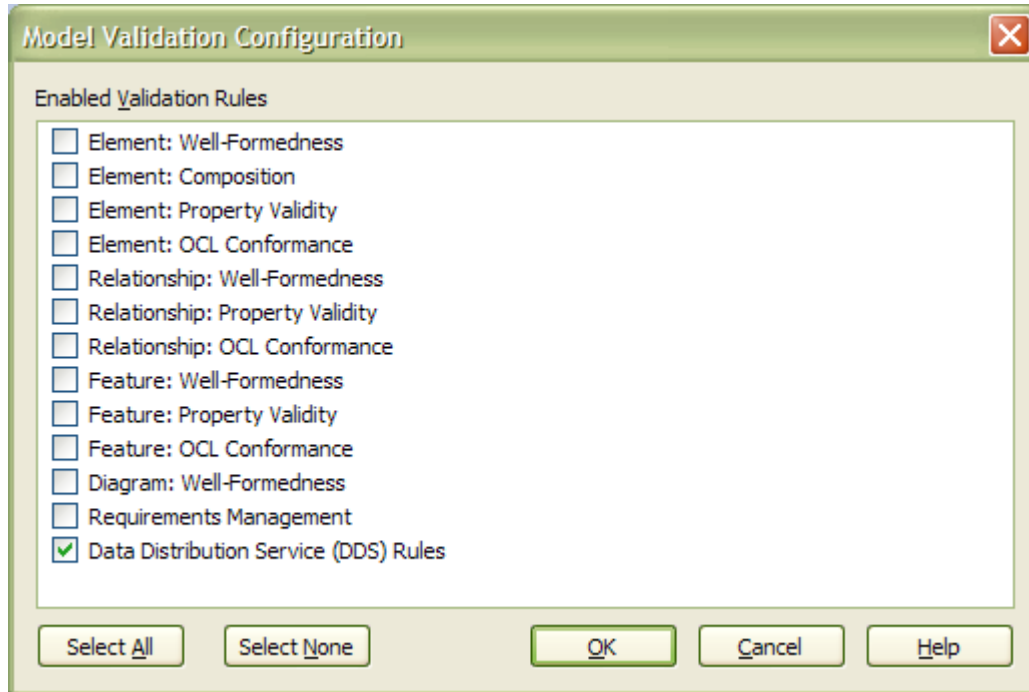 Model Validation Configuration
Enabled Validation Rules
Element: Well-Formedness
Element: Composition
Element: Property Validity
Element: OCL Conformance
Relationship: Well-Formedness
Relationship: Property Validity
Relationship: OCL Conformance
Feature: Well-Formedness
Feature: Property Validity
Feature: OCL Conformance
Diagram: Well-Formedness
Requirements Management
Data Distribution Service (DDS) Rules
Select All Select None OK Cancel Help